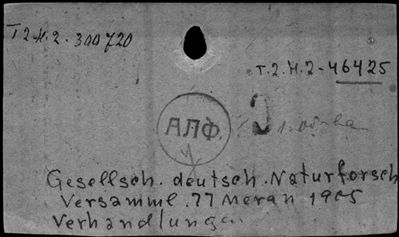 T 2 H. 2 - 300720
T. 2. H. 2 - 46425
АЛФ.
Gesellsch. deutsch. Naturforsch
Versamml. 77 Meran 1905
Verhandlungen